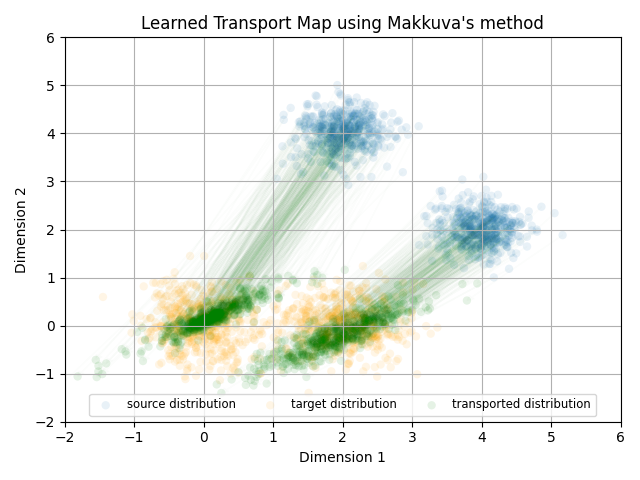 Learned Transport Map using Makkuva's method
6
5
4
3
2
1
0
−1
−2
Dimension 2
source distribution target distribution transported distribution
−2 −1 0 1 2 3 4 5 6
Dimension 1